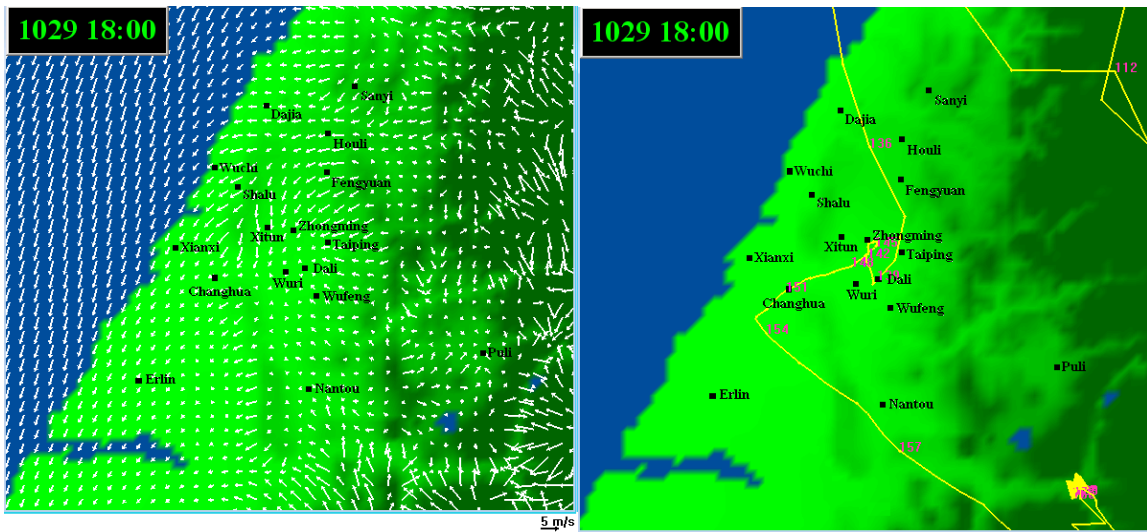 1029 18:00
Sanyi
Dajia
Houli
Wuchi
Fengyuan
Shalu
Zhongming
Xitun
Taiping
Xianxi
Dali
Wuri
Changhua
Wufeng
Puli
Erlin
Nantou
5 m/s
1029 18:00
112
Sanyi
Dajia
136
Houli
Wuchi
Fengyuan
Shalu
Zhongming
Xitun
Taiping
Xianxi
Dali
151
Wuri
Changhua
Wufeng
154
Puli
Erlin
Nantou
157